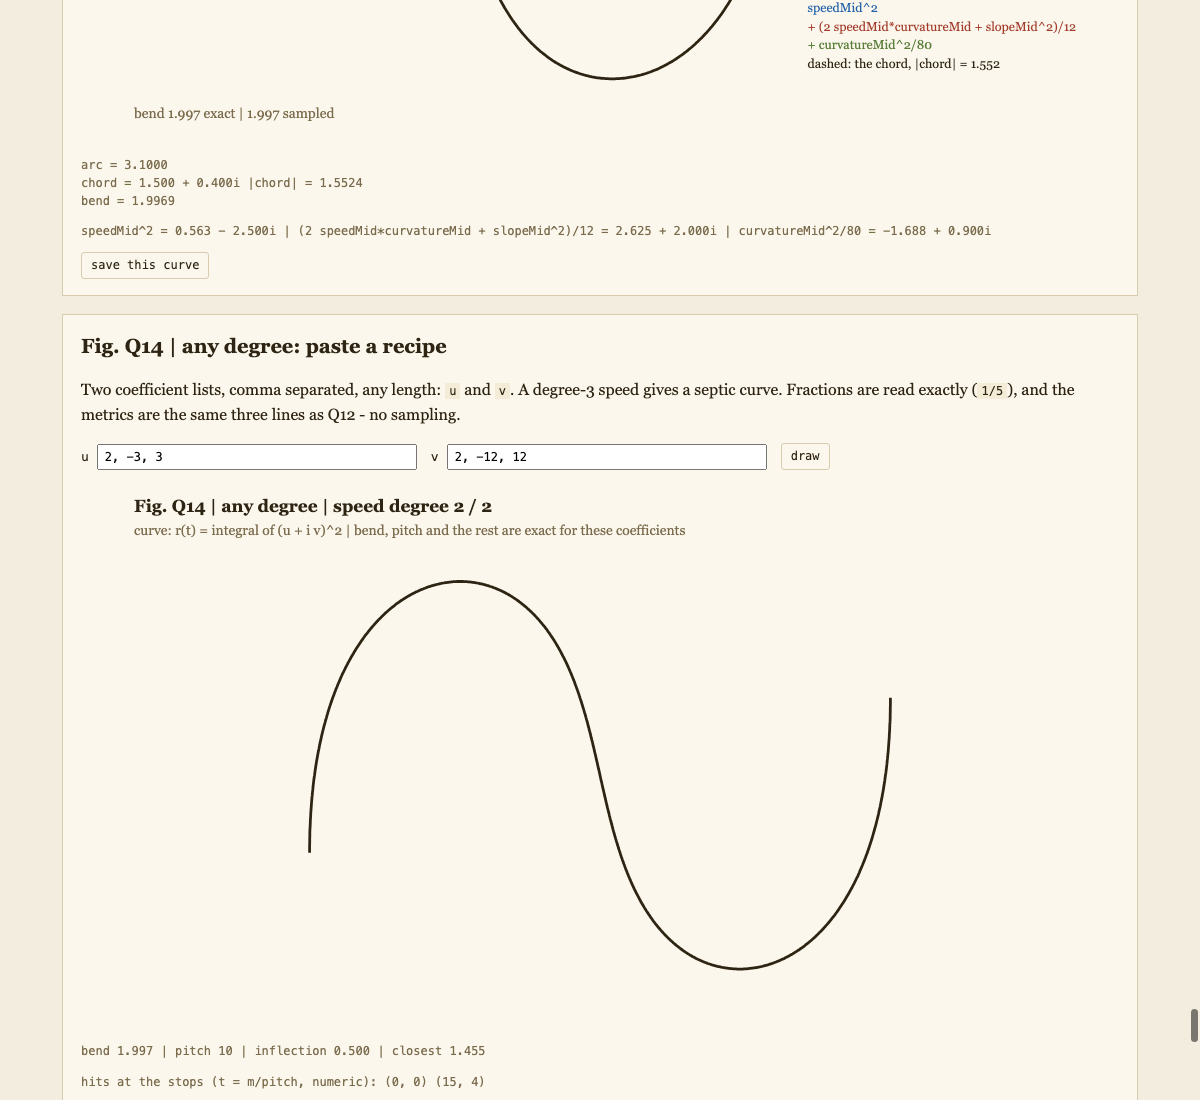 speedMid^2
+ (2 speedMid*curvatureMid + slopeMid^2)/12
+ curvatureMid^2/80
dashed: the chord, |chord| = 1.552
bend 1.997 exact | 1.997 sampled
arc = 3.1000
chord = 1.500 + 0.400i |chord| = 1.5524
bend = 1.9969
speedMid^2 = 0.563 − 2.500i | (2 speedMid*curvatureMid + slopeMid^2)/12 = 2.625 + 2.000i | curvatureMid^2/80 = −1.688 + 0.900i
save this curve
Fig. Q14 | any degree: paste a recipe
Two coefficient lists, comma separated, any length: u and v. A degree-3 speed gives a septic curve. Fractions are read exactly (1/5), and the
metrics are the same three lines as Q12 - no sampling.
u 2, −3, 3 v 2, −12, 12 draw
Fig. Q14 | any degree | speed degree 2 / 2
curve: r(t) = integral of (u + i v)^2 | bend, pitch and the rest are exact for these coefficients
bend 1.997 | pitch 10 | inflection 0.500 | closest 1.455
hits at the stops (t = m/pitch, numeric): (0, 0) (15, 4)